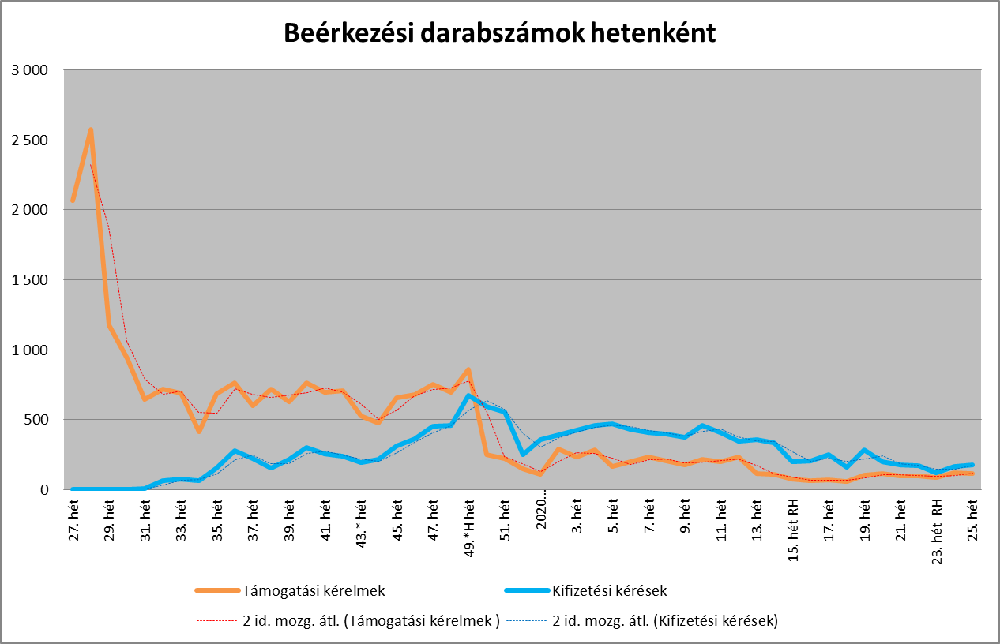 Beérkezési darabszámok hetenként
3 000
2 500
2 000
1 500
1 000
500
0
27. hét
29. hét
31. hét
33. hét
35. hét
37. hét
39. hét
41. hét
43.* hét
45. hét
47. hét
49.*H hét
51. hét
2020...
3. hét
5. hét
7. hét
9. hét
11. hét
13. hét
15. hét RH
17. hét
19. hét
21. hét
23. hét RH
25. hét
Támogatási kérelmek
Kifizetési kérések
2 id. mozg. átl. (Támogatási kérelmek )
2 id. mozg. átl. (Kifizetési kérések)